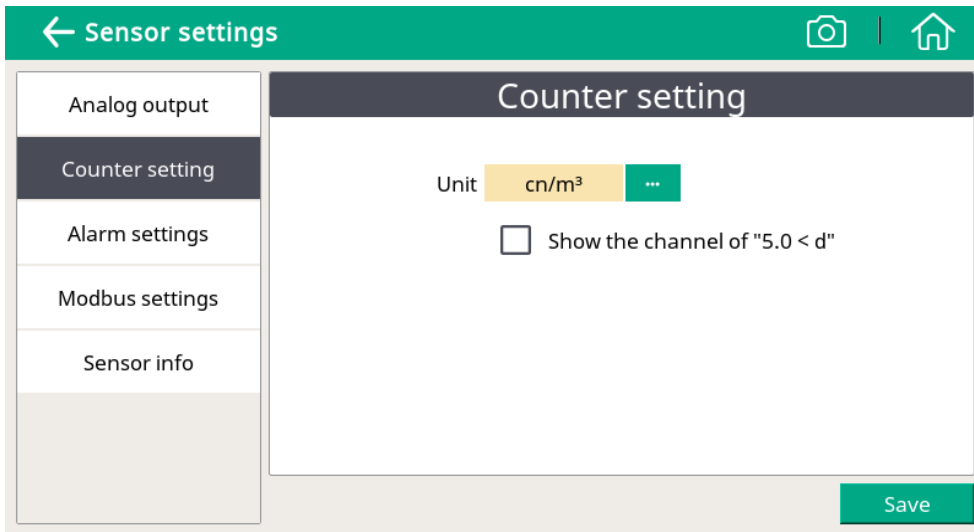 Sensor settings
Analog output
Counter setting
Alarm settings
Modbus settings
Sensor info
Counter setting
Unit cn/m³ ...
Show the channel of "5.0 < d"
Save